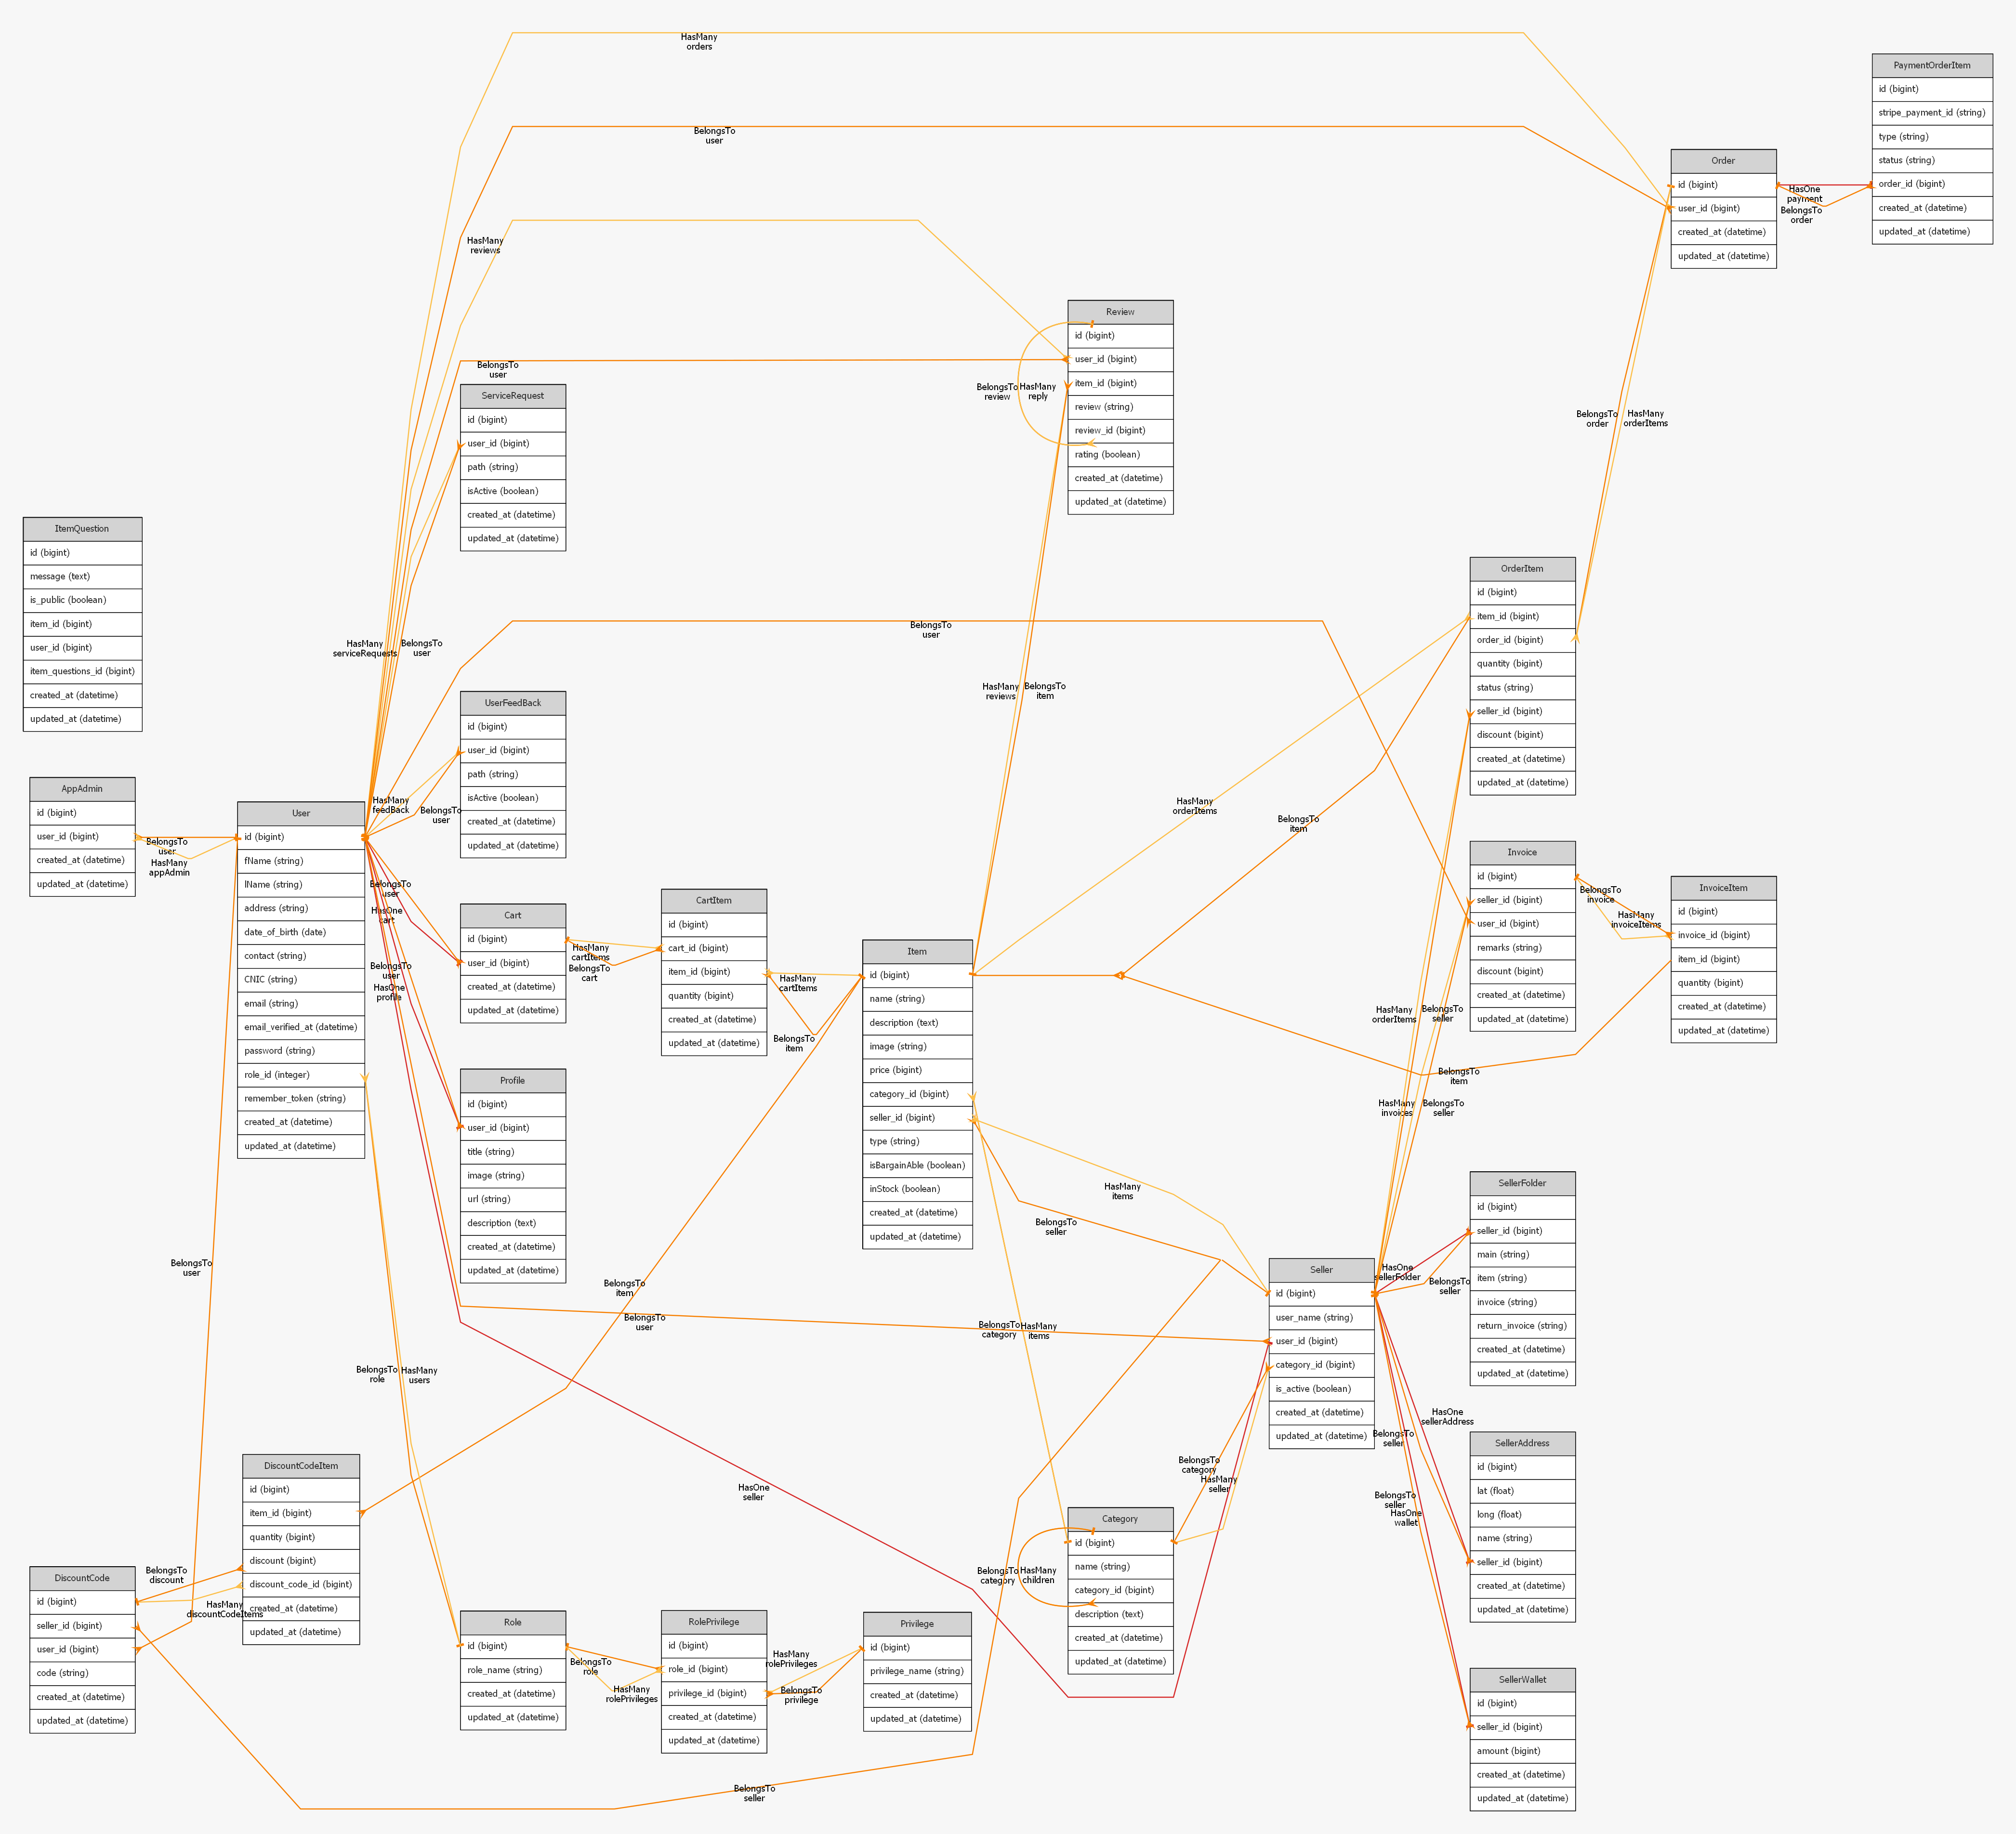 HasMany
orders
BelongsTo
user
HasMany
reviews
BelongsTo
user
PaymentOrderItem
id (bigint)
stripe_payment_id (string)
type (string)
status (string)
order_id (bigint)
created_at (datetime)
updated_at (datetime)
Order
id (bigint)
user_id (bigint)
created_at (datetime)
updated_at (datetime)
HasOne
payment
BelongsTo
order
Review
id (bigint)
user_id (bigint)
item_id (bigint)
review (string)
review_id (bigint)
rating (boolean)
created_at (datetime)
updated_at (datetime)
BelongsTo
review
HasMany
reply
BelongsTo
order
HasMany
orderItems
ServiceRequest
id (bigint)
user_id (bigint)
path (string)
isActive (boolean)
created_at (datetime)
updated_at (datetime)
HasMany
serviceRequests
BelongsTo
user
ItemQuestion
id (bigint)
message (text)
is_public (boolean)
item_id (bigint)
user_id (bigint)
item_questions_id (bigint)
created_at (datetime)
updated_at (datetime)
BelongsTo
user
HasMany
reviews
BelongsTo
item
OrderItem
id (bigint)
item_id (bigint)
order_id (bigint)
quantity (bigint)
status (string)
seller_id (bigint)
discount (bigint)
created_at (datetime)
updated_at (datetime)
UserFeedBack
id (bigint)
user_id (bigint)
path (string)
isActive (boolean)
created_at (datetime)
updated_at (datetime)
HasMany
feedBack
BelongsTo
user
HasMany
orderItems
BelongsTo
item
AppAdmin
id (bigint)
user_id (bigint)
created_at (datetime)
updated_at (datetime)
BelongsTo
user
HasMany
appAdmin
User
id (bigint)
fName (string)
lName (string)
address (string)
date_of_birth (date)
contact (string)
CNIC (string)
email (string)
email_verified_at (datetime)
password (string)
role_id (integer)
remember_token (string)
created_at (datetime)
updated_at (datetime)
BelongsTo
user
HasOne
cart
BelongsTo
user
HasOne
profile
Cart
id (bigint)
user_id (bigint)
created_at (datetime)
updated_at (datetime)
HasMany
cartItems
BelongsTo
cart
CartItem
id (bigint)
cart_id (bigint)
item_id (bigint)
quantity (bigint)
created_at (datetime)
updated_at (datetime)
HasMany
cartItems
BelongsTo
item
Item
id (bigint)
name (string)
description (text)
image (string)
price (bigint)
category_id (bigint)
seller_id (bigint)
type (string)
isBargainAble (boolean)
inStock (boolean)
created_at (datetime)
updated_at (datetime)
Invoice
id (bigint)
seller_id (bigint)
user_id (bigint)
remarks (string)
discount (bigint)
created_at (datetime)
updated_at (datetime)
BelongsTo
invoice
HasMany
invoiceItems
InvoiceItem
id (bigint)
invoice_id (bigint)
item_id (bigint)
quantity (bigint)
created_at (datetime)
updated_at (datetime)
HasMany
orderItems
BelongsTo
seller
BelongsTo
item
HasMany
invoices
BelongsTo
seller
Profile
id (bigint)
user_id (bigint)
title (string)
image (string)
url (string)
description (text)
created_at (datetime)
updated_at (datetime)
HasMany
items
BelongsTo
seller
SellerFolder
id (bigint)
seller_id (bigint)
main (string)
item (string)
invoice (string)
return_invoice (string)
created_at (datetime)
updated_at (datetime)
HasOne
sellerFolder
BelongsTo
seller
Seller
id (bigint)
user_name (string)
user_id (bigint)
category_id (bigint)
is_active (boolean)
created_at (datetime)
updated_at (datetime)
BelongsTo
user
BelongsTo
item
BelongsTo
user
BelongsTo
category
HasMany
items
BelongsTo
role
HasMany
users
HasOne
seller
BelongsTo
category
HasMany
seller
HasOne
sellerAddress
BelongsTo
seller
SellerAddress
id (bigint)
lat (float)
long (float)
name (string)
seller_id (bigint)
created_at (datetime)
updated_at (datetime)
BelongsTo
seller
HasOne
wallet
DiscountCodeItem
id (bigint)
item_id (bigint)
quantity (bigint)
discount (bigint)
discount_code_id (bigint)
created_at (datetime)
updated_at (datetime)
BelongsTo
discount
HasMany
discountCodeItems
DiscountCode
id (bigint)
seller_id (bigint)
user_id (bigint)
code (string)
created_at (datetime)
updated_at (datetime)
Category
id (bigint)
name (string)
category_id (bigint)
description (text)
created_at (datetime)
updated_at (datetime)
BelongsTo
category
HasMany
children
Role
id (bigint)
role_name (string)
created_at (datetime)
updated_at (datetime)
BelongsTo
role
HasMany
rolePrivileges
RolePrivilege
id (bigint)
role_id (bigint)
privilege_id (bigint)
created_at (datetime)
updated_at (datetime)
HasMany
rolePrivileges
BelongsTo
privilege
Privilege
id (bigint)
privilege_name (string)
created_at (datetime)
updated_at (datetime)
SellerWallet
id (bigint)
seller_id (bigint)
amount (bigint)
created_at (datetime)
updated_at (datetime)
BelongsTo
seller